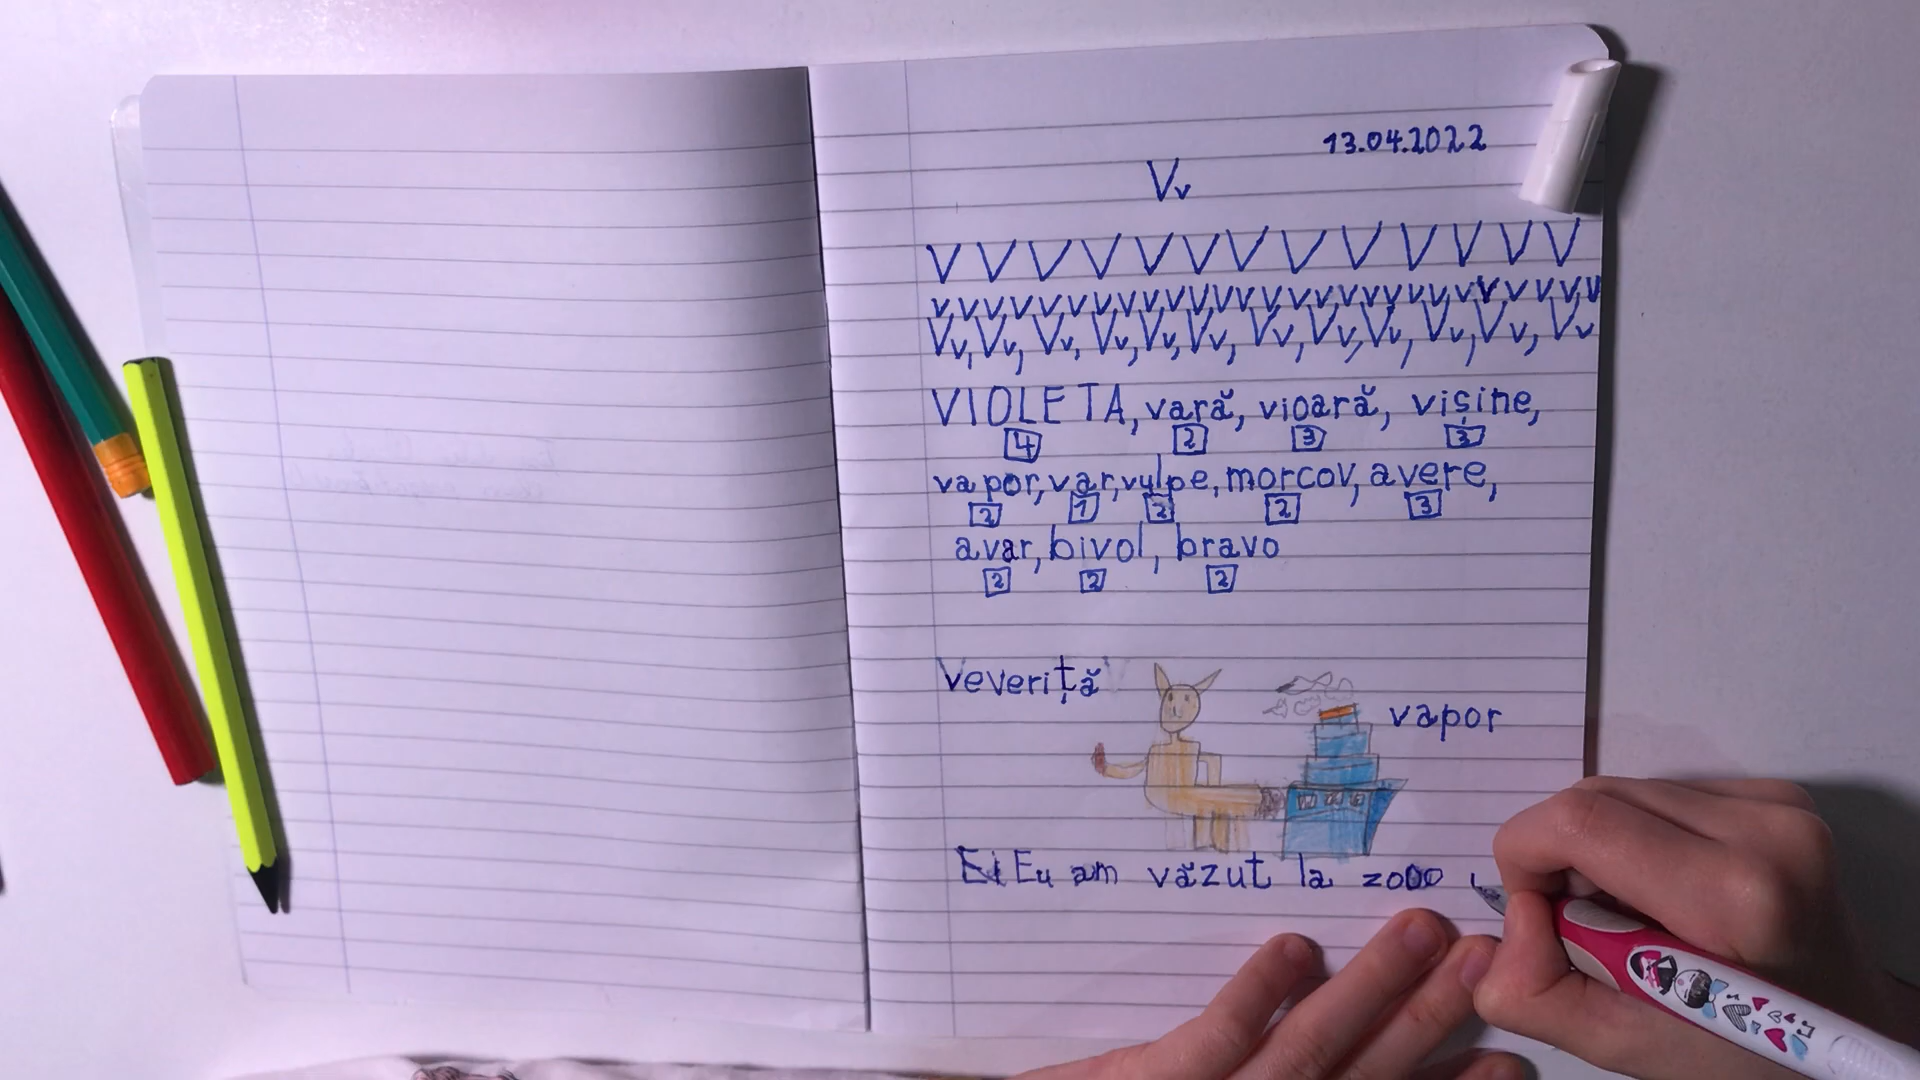 13.04.2022
Vv
V V V V V V V V V V V V V
v v v v v v v v v v v v v v v v v v v v v v v v v v
Vv, Vv, Vv, Vv, Vv, Vv, Vv, Vv, Vv, Vv, Vv, Vv
VIOLETA, vară, vioară, vișine,
4 2 3 3
vapor, var, vulpe, morcov, avere,
2 1 2 2 3
avar, bivol, bravo
2 2 2
Veveriță
vapor
Eu am văzut la zooo